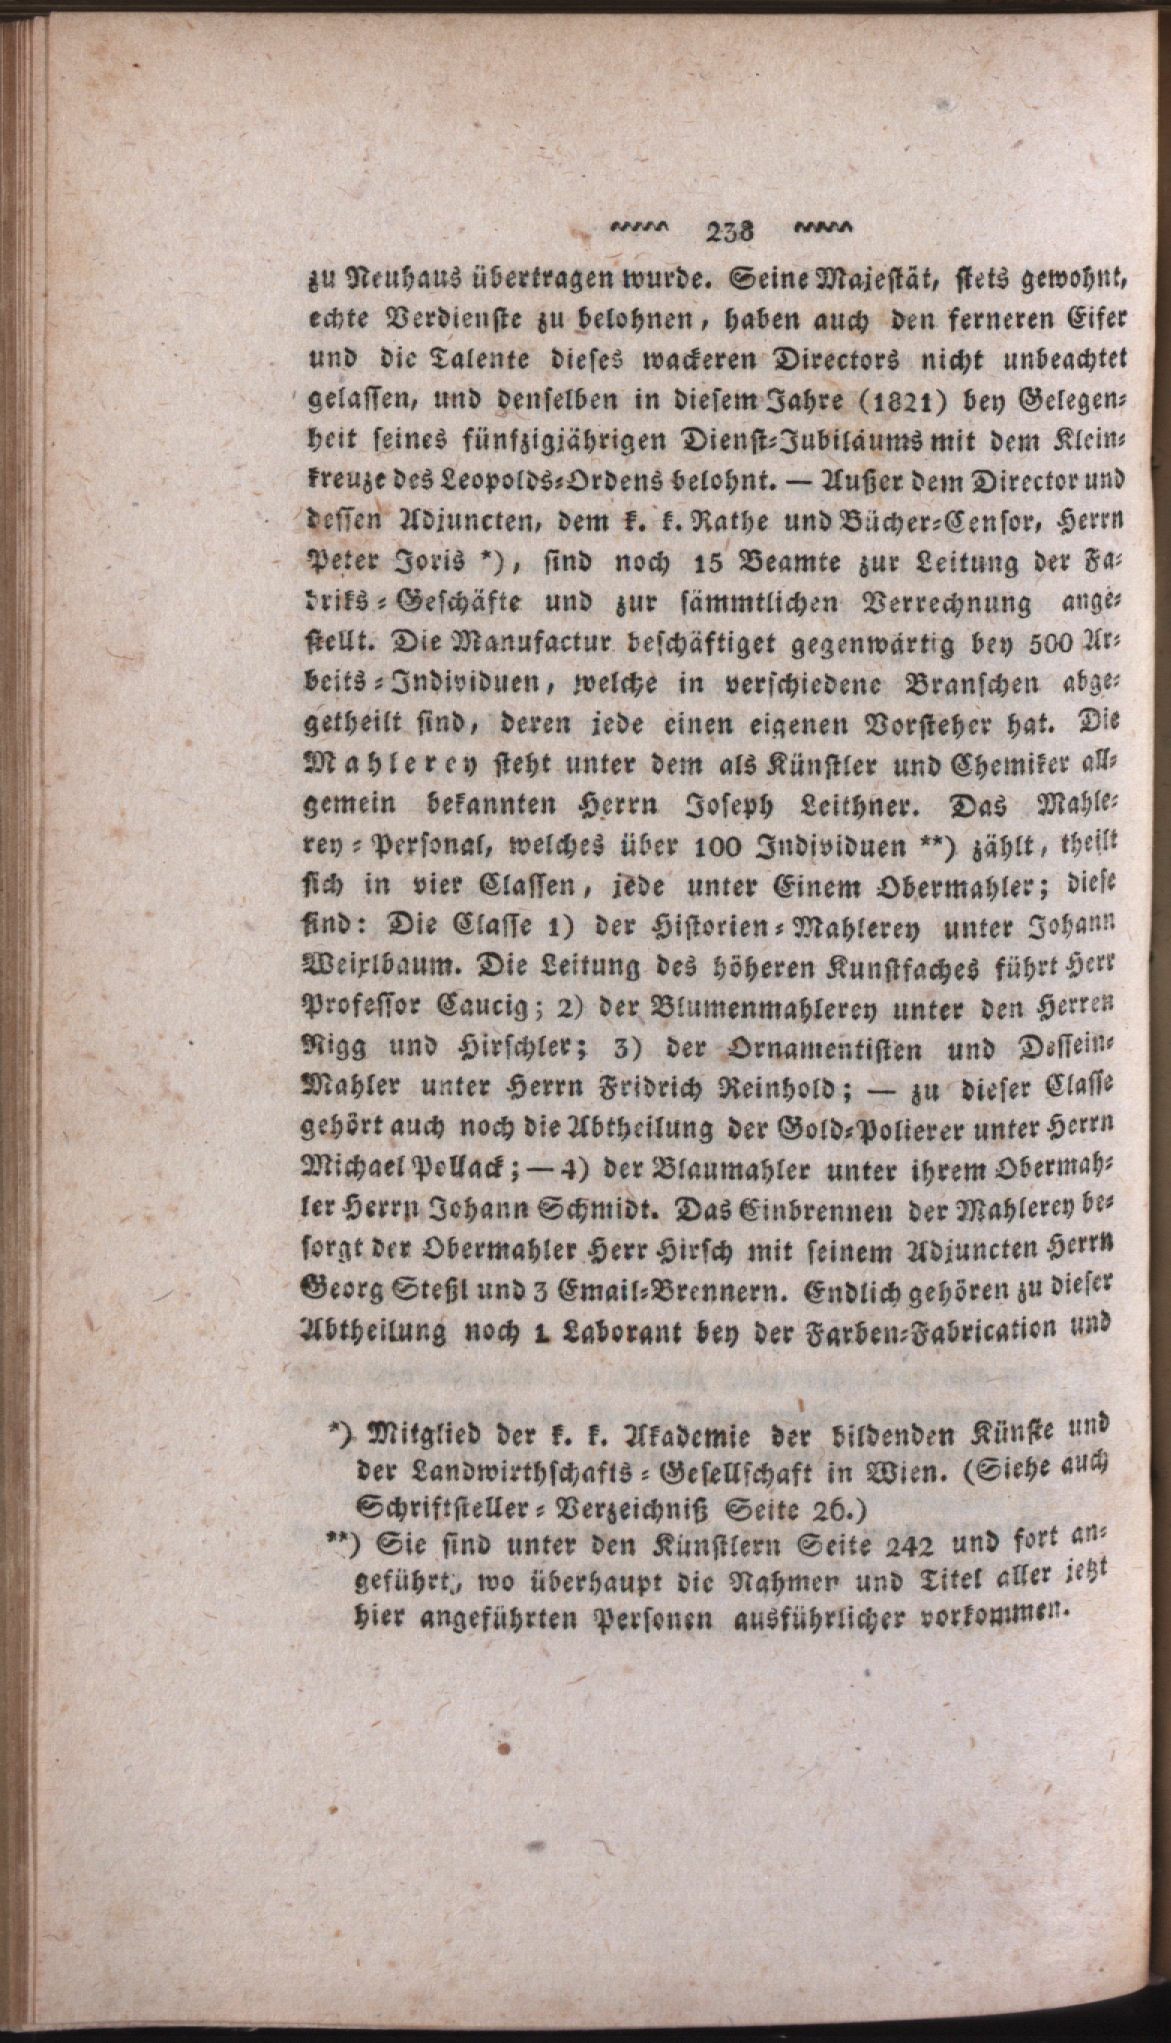 238
zu Neuhaus übertragen wurde. Seine Majestät, stets gewohnt,
echte Verdienste zu belohnen, haben auch den ferneren Eifer
und die Talente dieses wackeren Directors nicht unbeachtet
gelassen, und denselben in diesem Jahre (1821) bey Gelegen-
heit seines fünfzigjährigen Dienst-Jubiläums mit dem Klein-
kreuze des Leopolds-Ordens belohnt. — Außer dem Director und
dessen Adjuncten, dem k. k. Rathe und Bücher-Censor, Herrn
Peter Joris *), sind noch 15 Beamte zur Leitung der Fa-
briks-Geschäfte und zur sämmtlichen Verrechnung ange-
stellt. Die Manufactur beschäftiget gegenwärtig bey 500 Ar-
beits-Individuen, welche in verschiedene Branschen abge-
getheilt sind, deren jede einen eigenen Vorsteher hat. Die
Mahlerey steht unter dem als Künstler und Chemiker all-
gemein bekannten Herrn Joseph Leithner. Das Mahle-
rey-Personal, welches über 100 Individuen **) zählt, theilt
sich in vier Classen, jede unter Einem Obermahler; diese
sind: Die Classe 1) der Historien-Mahlerey unter Johann
Weixlbaum. Die Leitung des höheren Kunstfaches führt Herr
Professor Caucig; 2) der Blumenmahlerey unter den Herren
Nigg und Hirschler; 3) der Ornamentisten und Dessein-
Mahler unter Herrn Fridrich Reinhold; — zu dieser Classe
gehört auch noch die Abtheilung der Gold-Polierer unter Herrn
Michael Pollack; — 4) der Blaumahler unter ihrem Obermah-
ler Herrn Johann Schmidt. Das Einbrennen der Mahlerey be-
sorgt der Obermahler Herr Hirsch mit seinem Adjuncten Herrn
Georg Steßl und 3 Email-Brennern. Endlich gehören zu dieser
Abtheilung noch 1 Laborant bey der Farben-Fabrication und
*) Mitglied der k. k. Akademie der bildenden Künste und
der Landwirthschafts-Gesellschaft in Wien. (Siehe auch
Schriftsteller-Verzeichniß Seite 26.)
**) Sie sind unter den Künstlern Seite 242 und fort an-
geführt, wo überhaupt die Nahmen und Titel aller jetzt
hier angeführten Personen ausführlicher vorkommen.